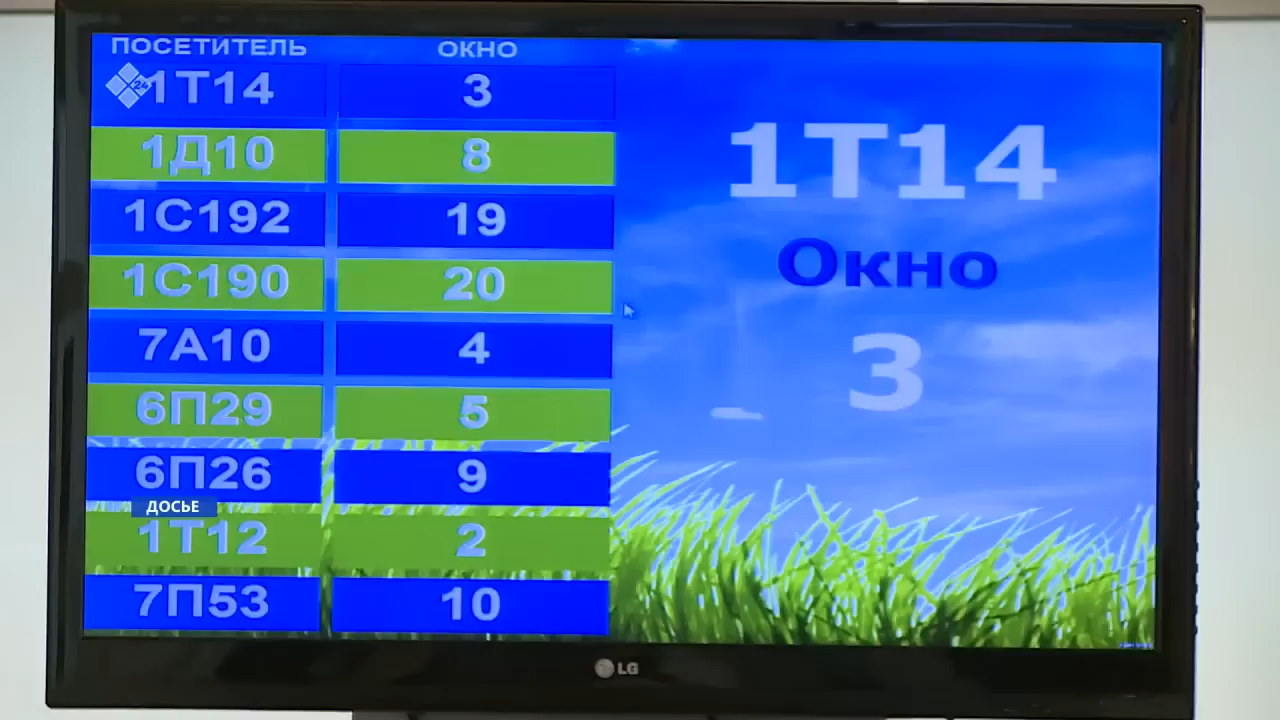 ПОСЕТИТЕЛЬ ОКНО
1Т14 3
24
1Д10 8
1С192 19
1С190 20
7А10 4
6П29 5
6П26 9
ДОСЬЕ
1Т12 2
7П53 10
1Т14
Окно
3
LG